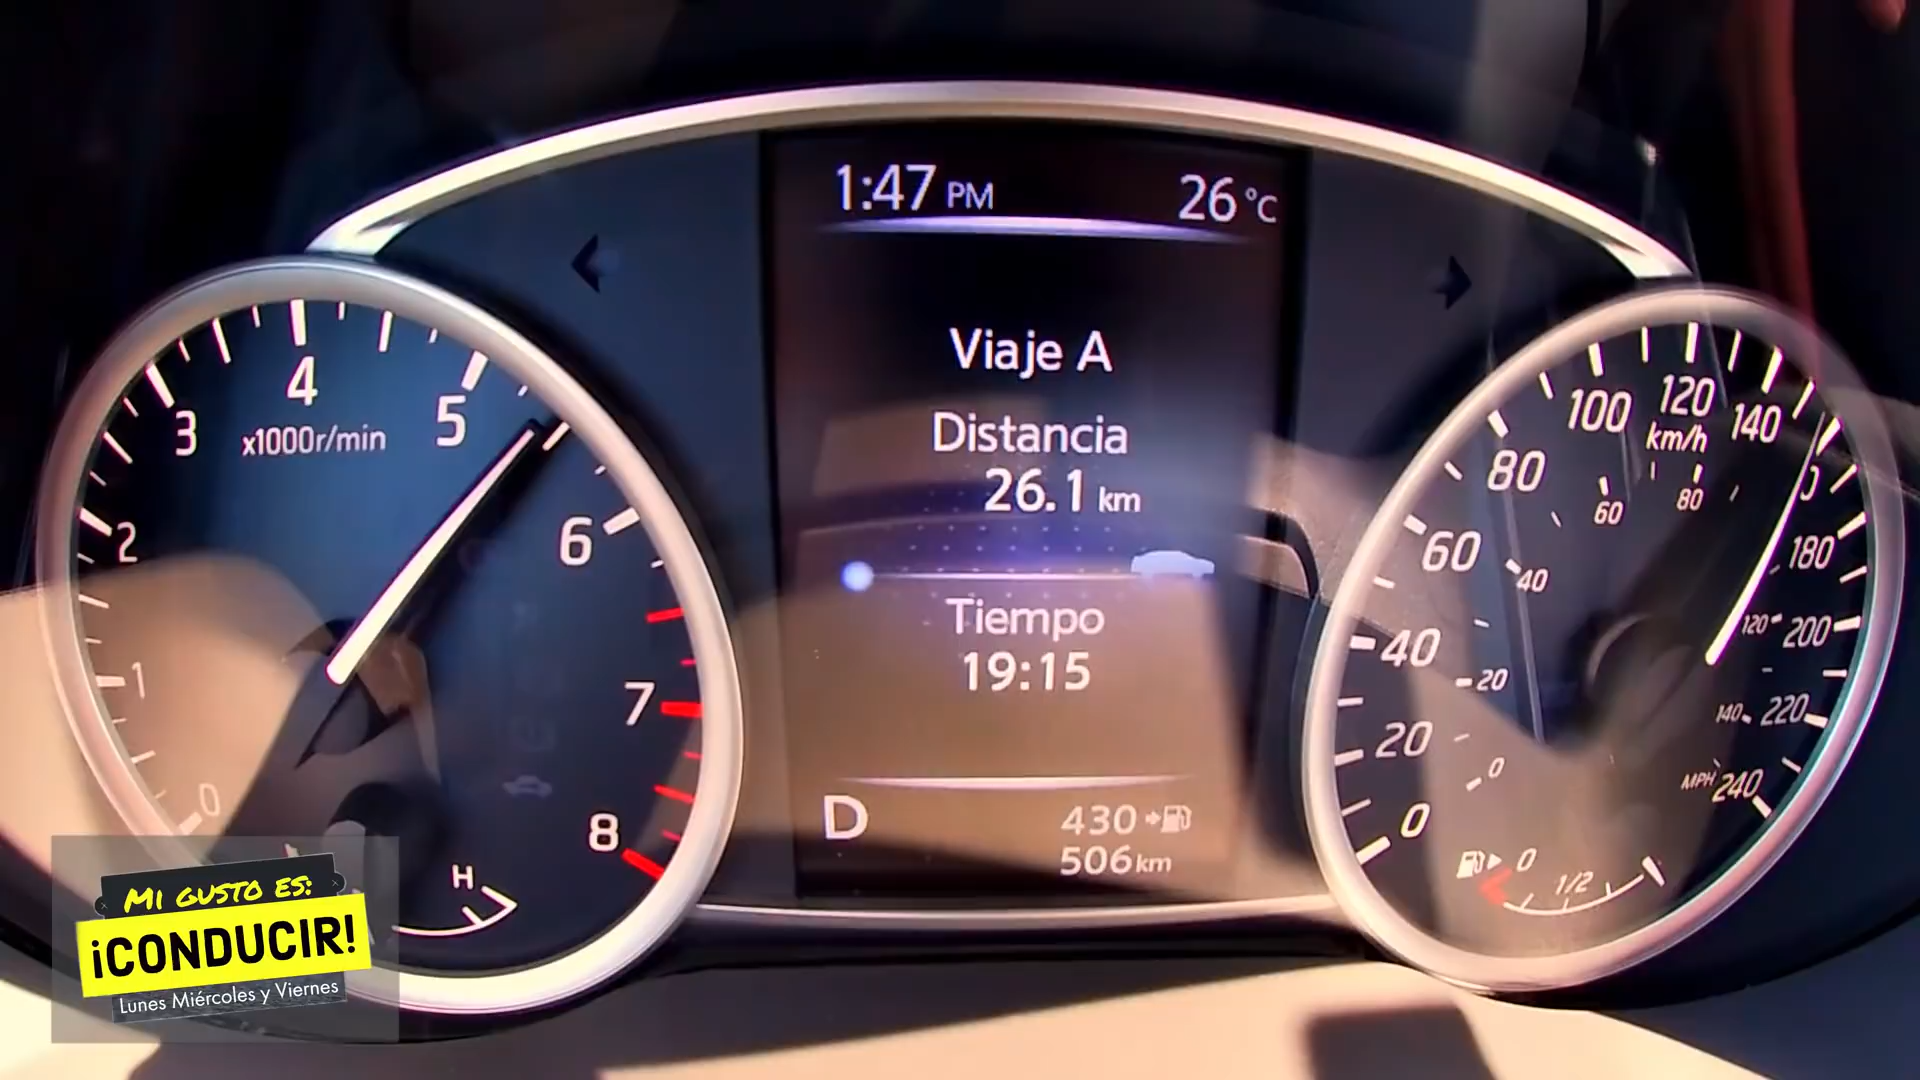 1:47 PM 26 °C
Viaje A
Distancia
26.1 km
Tiempo
19:15
D 430
506 km
0
1
2
3
4
5
6
7
8
x1000r/min
H
0
20
40
60
80
100
120
140
180
200
220
240
km/h
0
20
40
60
80
120
140
MPH
0
1/2
MI GUSTO ES:
¡CONDUCIR!
Lunes Miércoles y Viernes